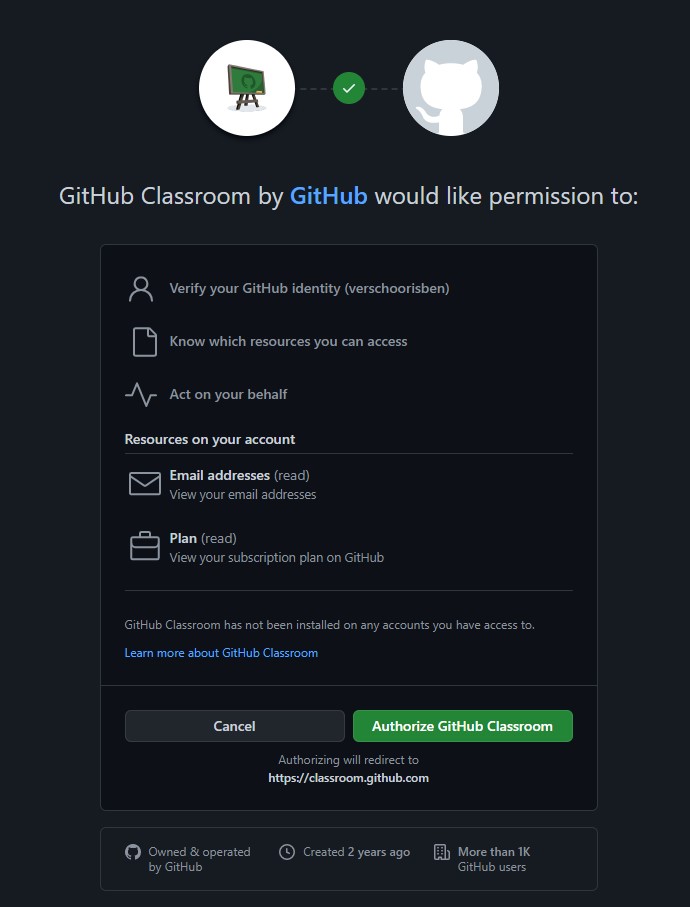 GitHub Classroom by GitHub would like permission to:
Verify your GitHub identity (verschoorisben)
Know which resources you can access
Act on your behalf
Resources on your account
Email addresses (read)
View your email addresses
Plan (read)
View your subscription plan on GitHub
GitHub Classroom has not been installed on any accounts you have access to.
Learn more about GitHub Classroom
Cancel
Authorize GitHub Classroom
Authorizing will redirect to
https://classroom.github.com
Owned & operated
by GitHub
Created 2 years ago
More than 1K
GitHub users